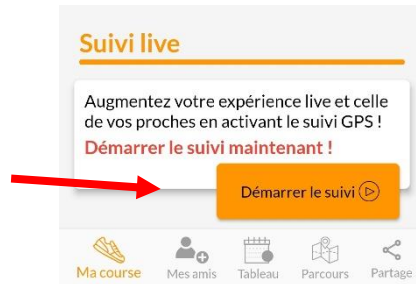 Suivi live
Augmentez votre expérience live et celle
de vos proches en activant le suivi GPS !
Démarrer le suivi maintenant !
Démarrer le suivi
Ma course Mes amis Tableau Parcours Partage